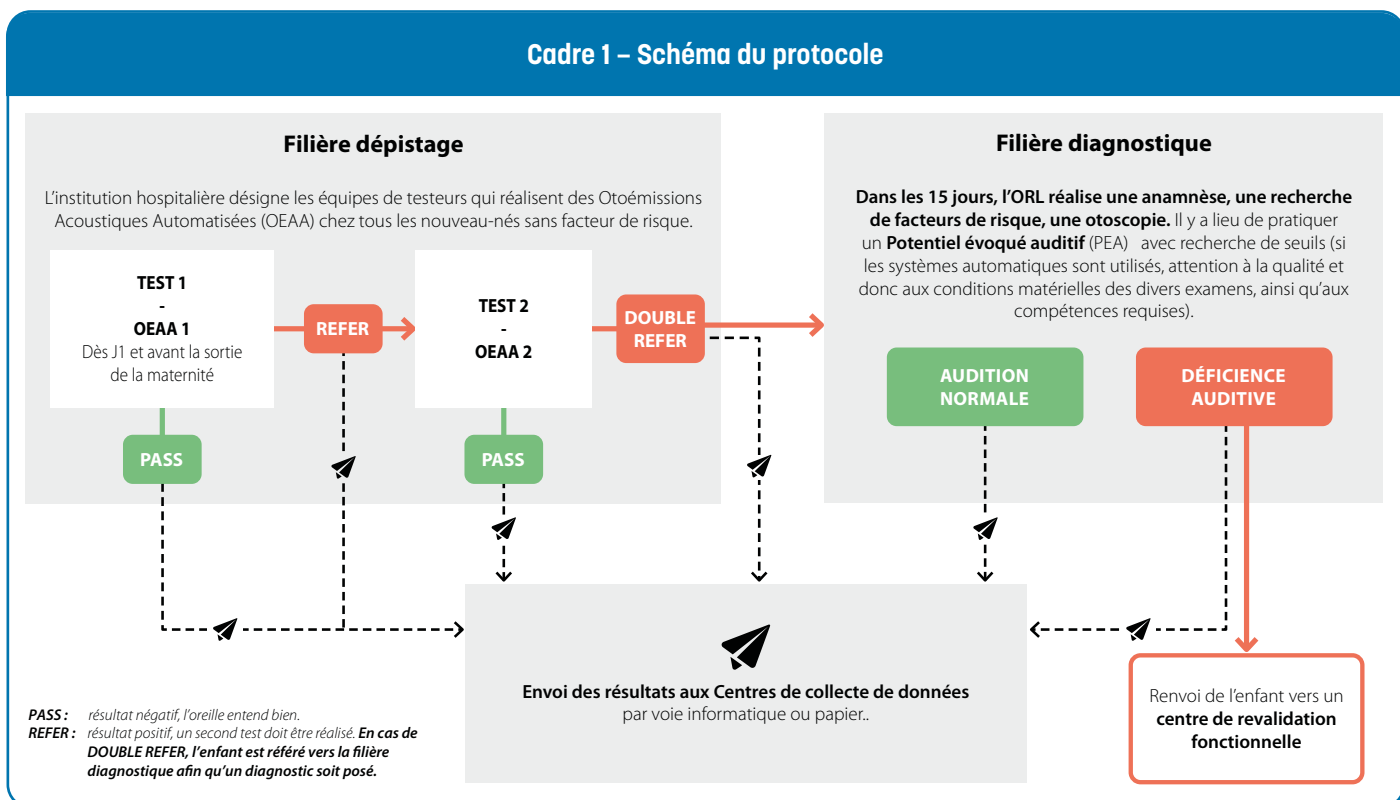 Cadre 1 – Schéma du protocole
Filière dépistage
L'institution hospitalière désigne les équipes de testeurs qui réalisent des Otoémissions
Acoustiques Automatisées (OEAA) chez tous les nouveau-nés sans facteur de risque.
TEST 1
-
OEAA 1
Dès J1 et avant la sortie
de la maternité
REFER
TEST 2
-
OEAA 2
DOUBLE
REFER
PASS
PASS
Filière diagnostique
Dans les 15 jours, l'ORL réalise une anamnèse, une recherche
de facteurs de risque, une otoscopie. Il y a lieu de pratiquer
un Potentiel évoqué auditif (PEA) avec recherche de seuils (si
les systèmes automatiques sont utilisés, attention à la qualité et
donc aux conditions matérielles des divers examens, ainsi qu'aux
compétences requises).
AUDITION
NORMALE
DÉFICIENCE
AUDITIVE
Envoi des résultats aux Centres de collecte de données
par voie informatique ou papier..
Renvoi de l'enfant vers un
centre de revalidation
fonctionnelle
PASS : résultat négatif, l'oreille entend bien.
REFER : résultat positif, un second test doit être réalisé. En cas de
DOUBLE REFER, l'enfant est référé vers la filière
diagnostique afin qu'un diagnostic soit posé.